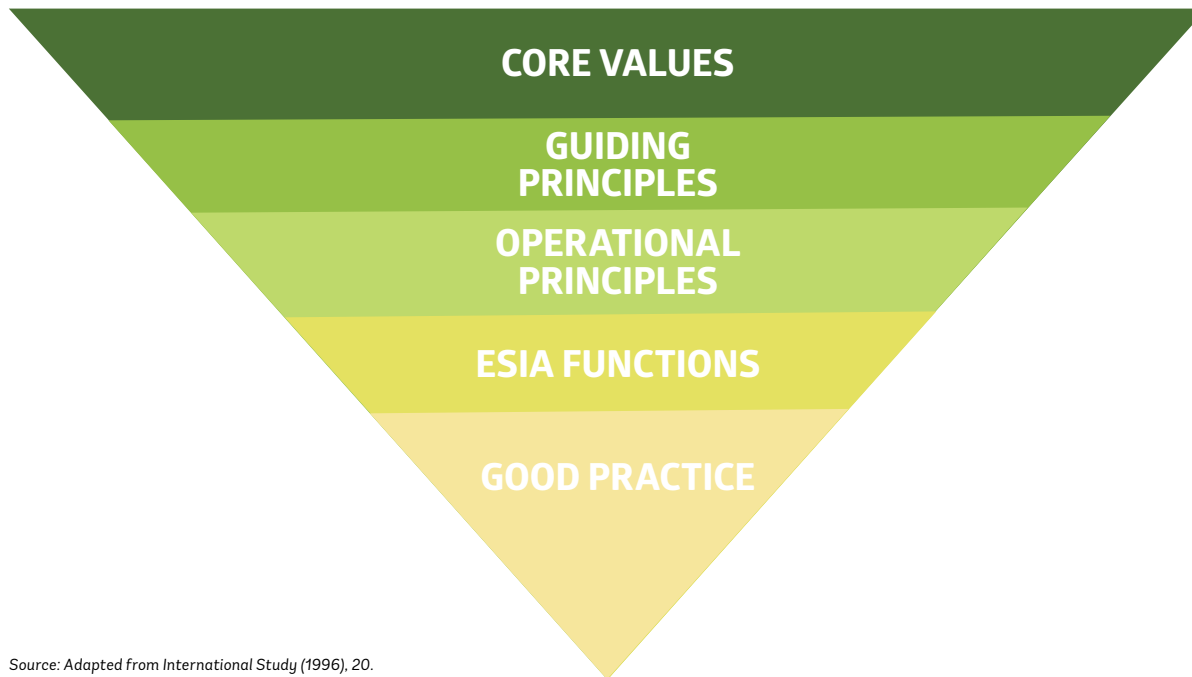 CORE VALUES
GUIDING
PRINCIPLES
OPERATIONAL
PRINCIPLES
ESIA FUNCTIONS
GOOD PRACTICE
Source: Adapted from International Study (1996), 20.